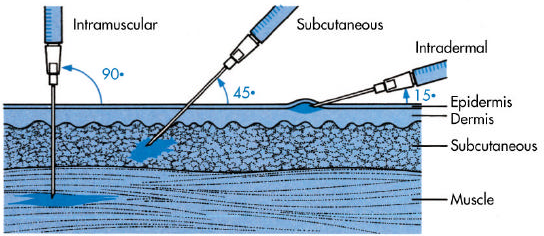 Intramuscular
Subcutaneous
Intradermal
90•
45•
15•
Epidermis
Dermis
Subcutaneous
Muscle